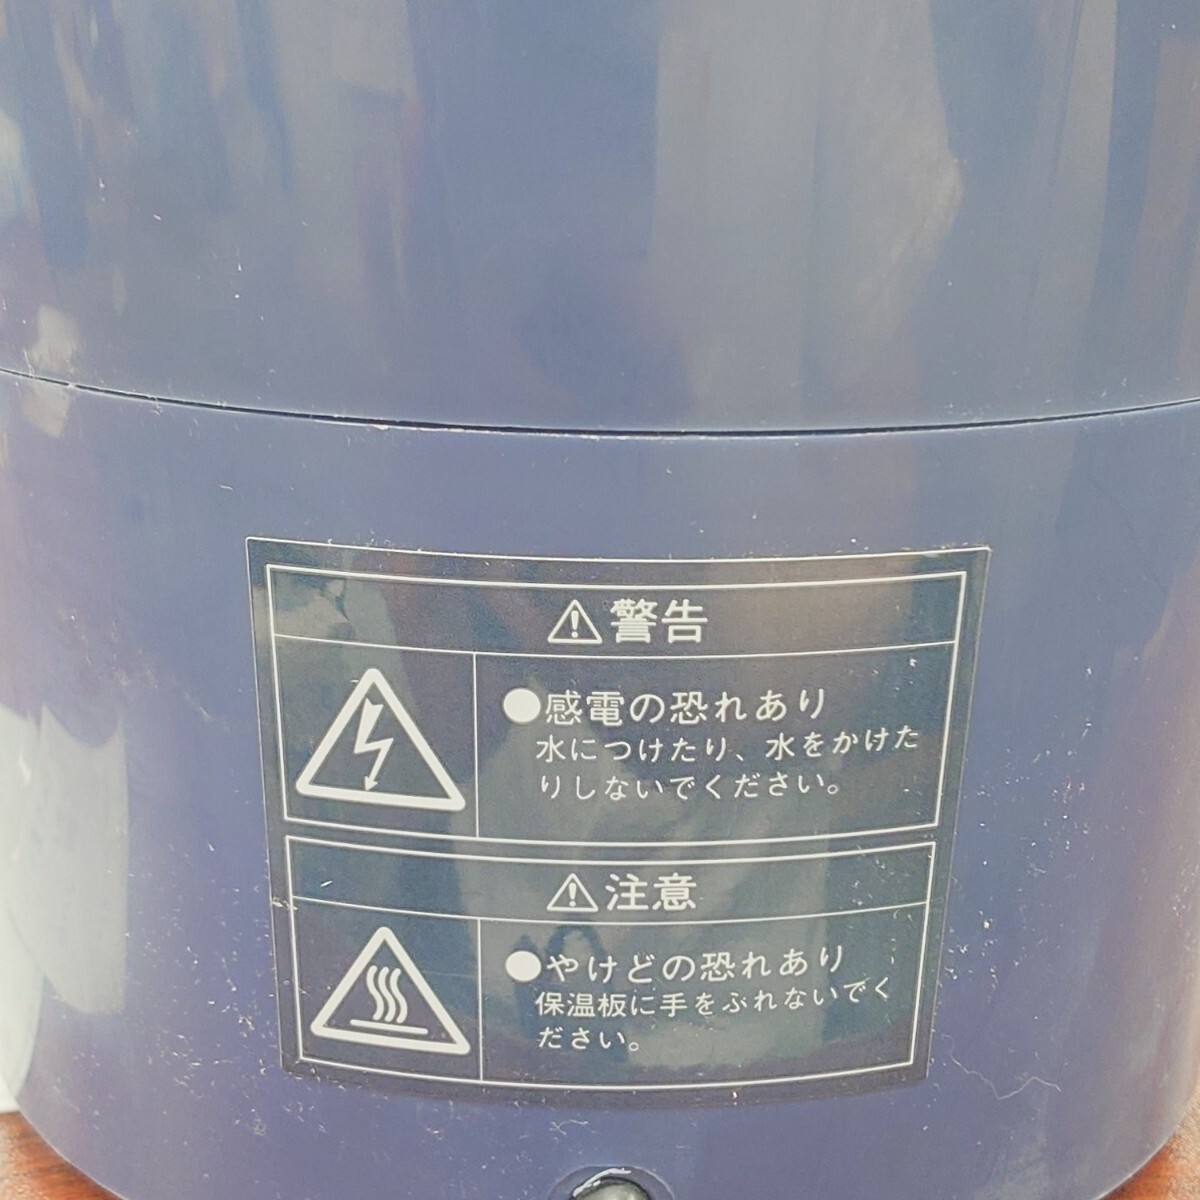 ⚠警告
●感電の恐れあり
水につけたり、水をかけた
りしないでください。
⚠注意
●やけどの恐れあり
保温板に手をふれないでく
ださい。